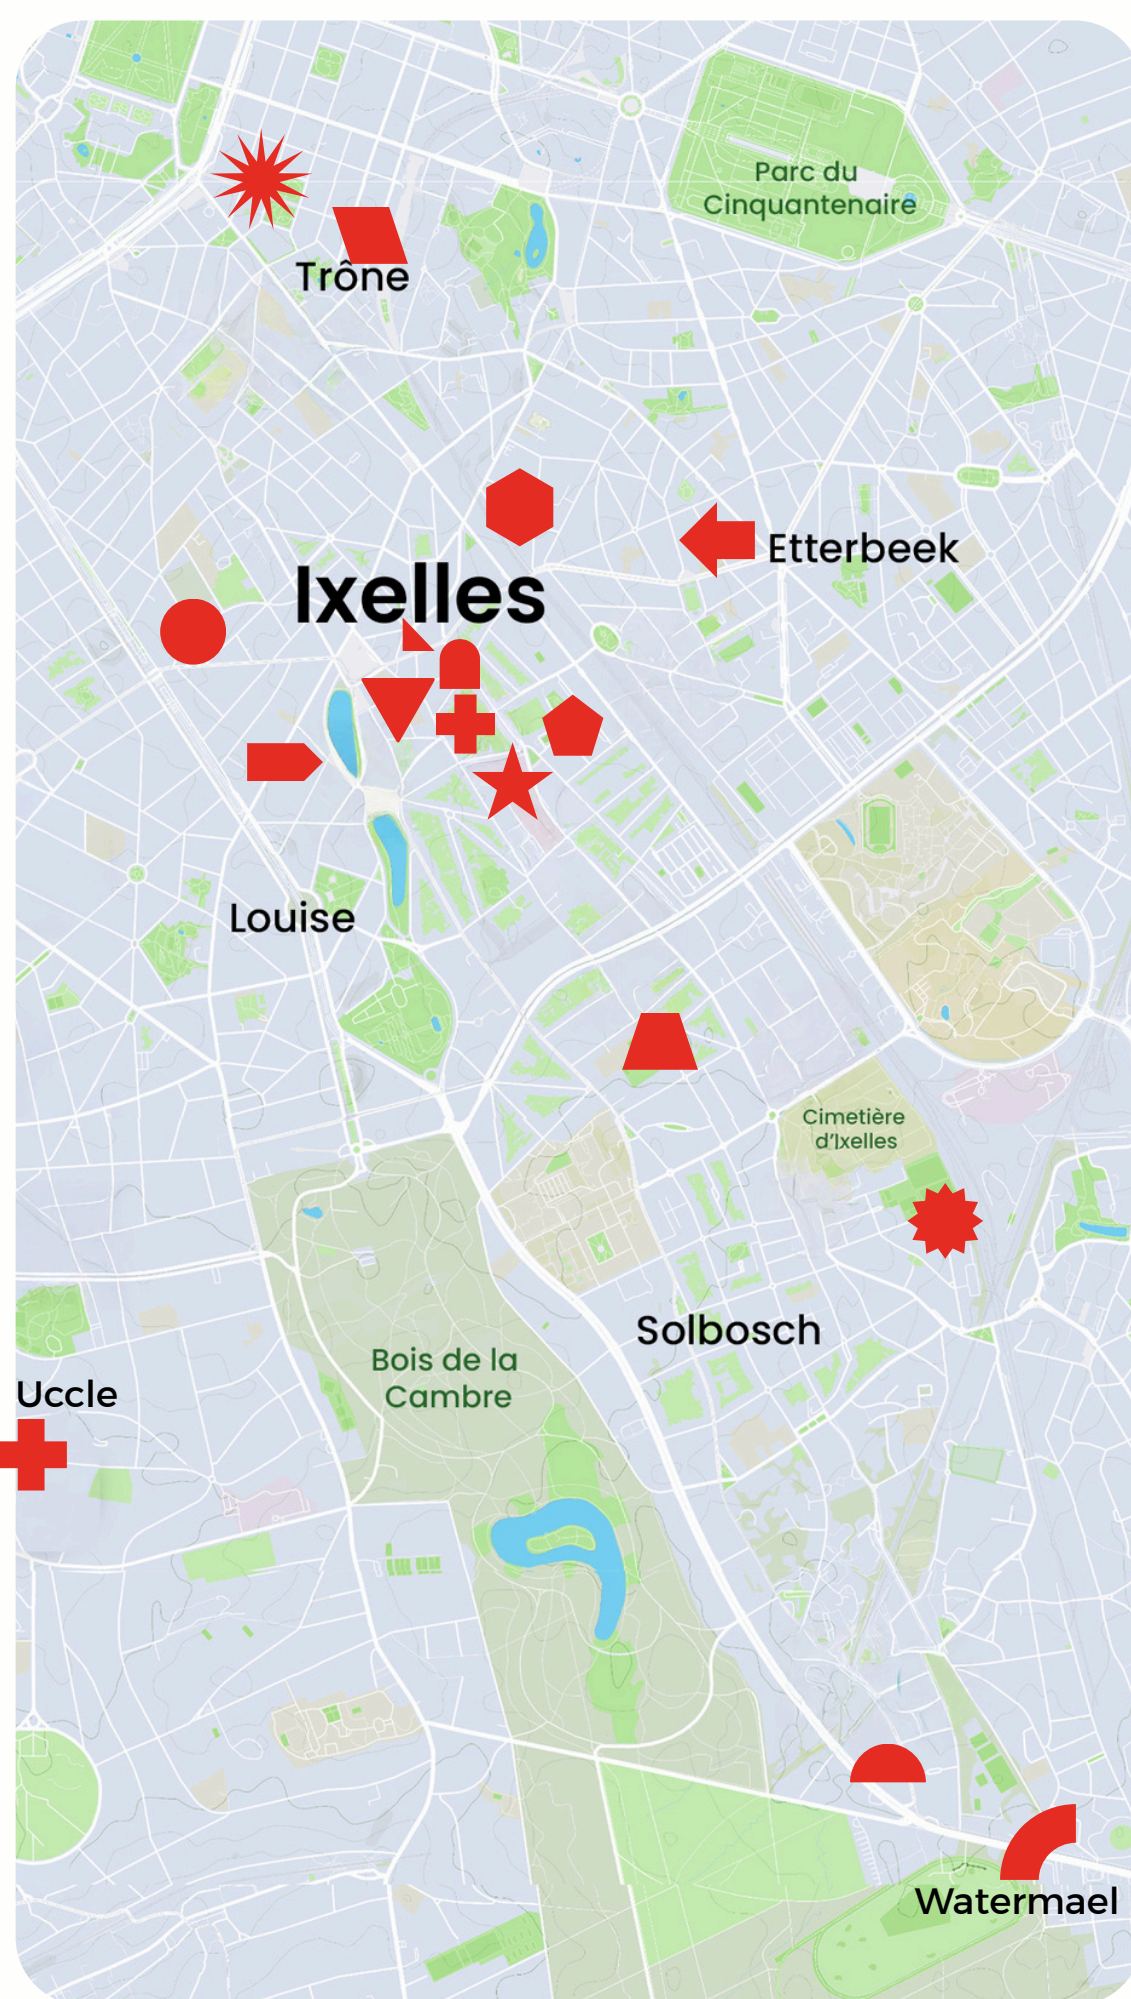 Parc du
Cinquantenaire
Trône
Etterbeek
Ixelles
Louise
Cimetière
d'Ixelles
Solbosch
Bois de la
Cambre
Uccle
Watermael